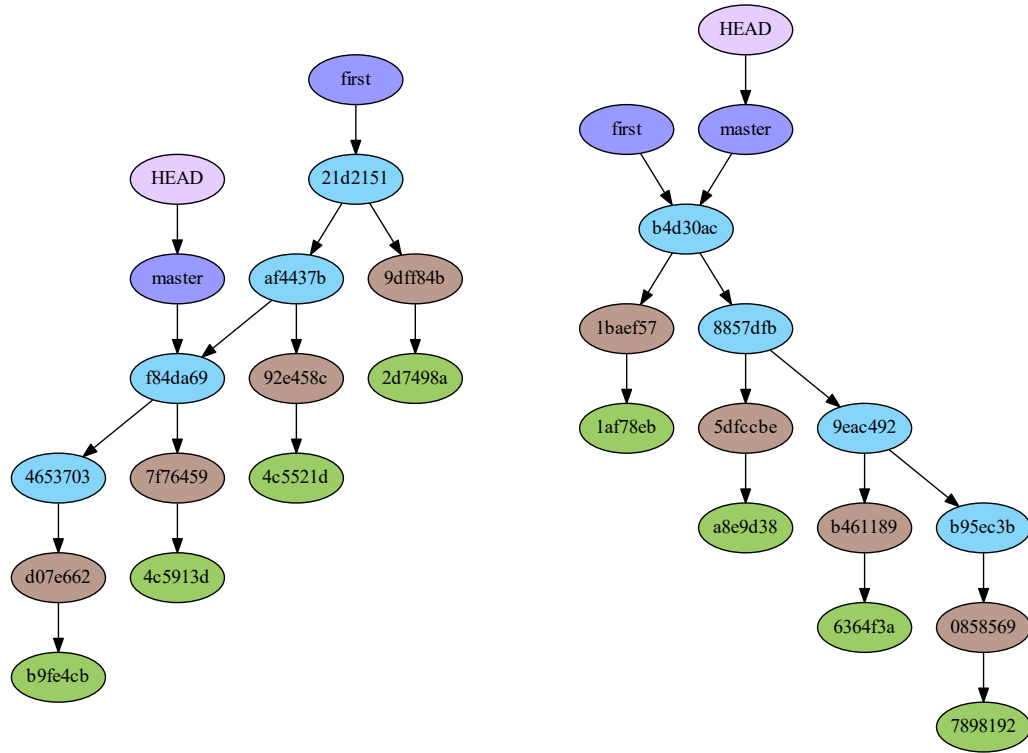 HEAD
first
first
master
HEAD
21d2151
b4d30ac
master
af4437b
9dff84b
1baef57
8857dfb
f84da69
92e458c
2d7498a
1af78eb
5dfccbe
9eac492
4653703
7f76459
4c5521d
a8e9d38
b461189
b95ec3b
d07e662
4c5913d
6364f3a
0858569
b9fe4cb
7898192